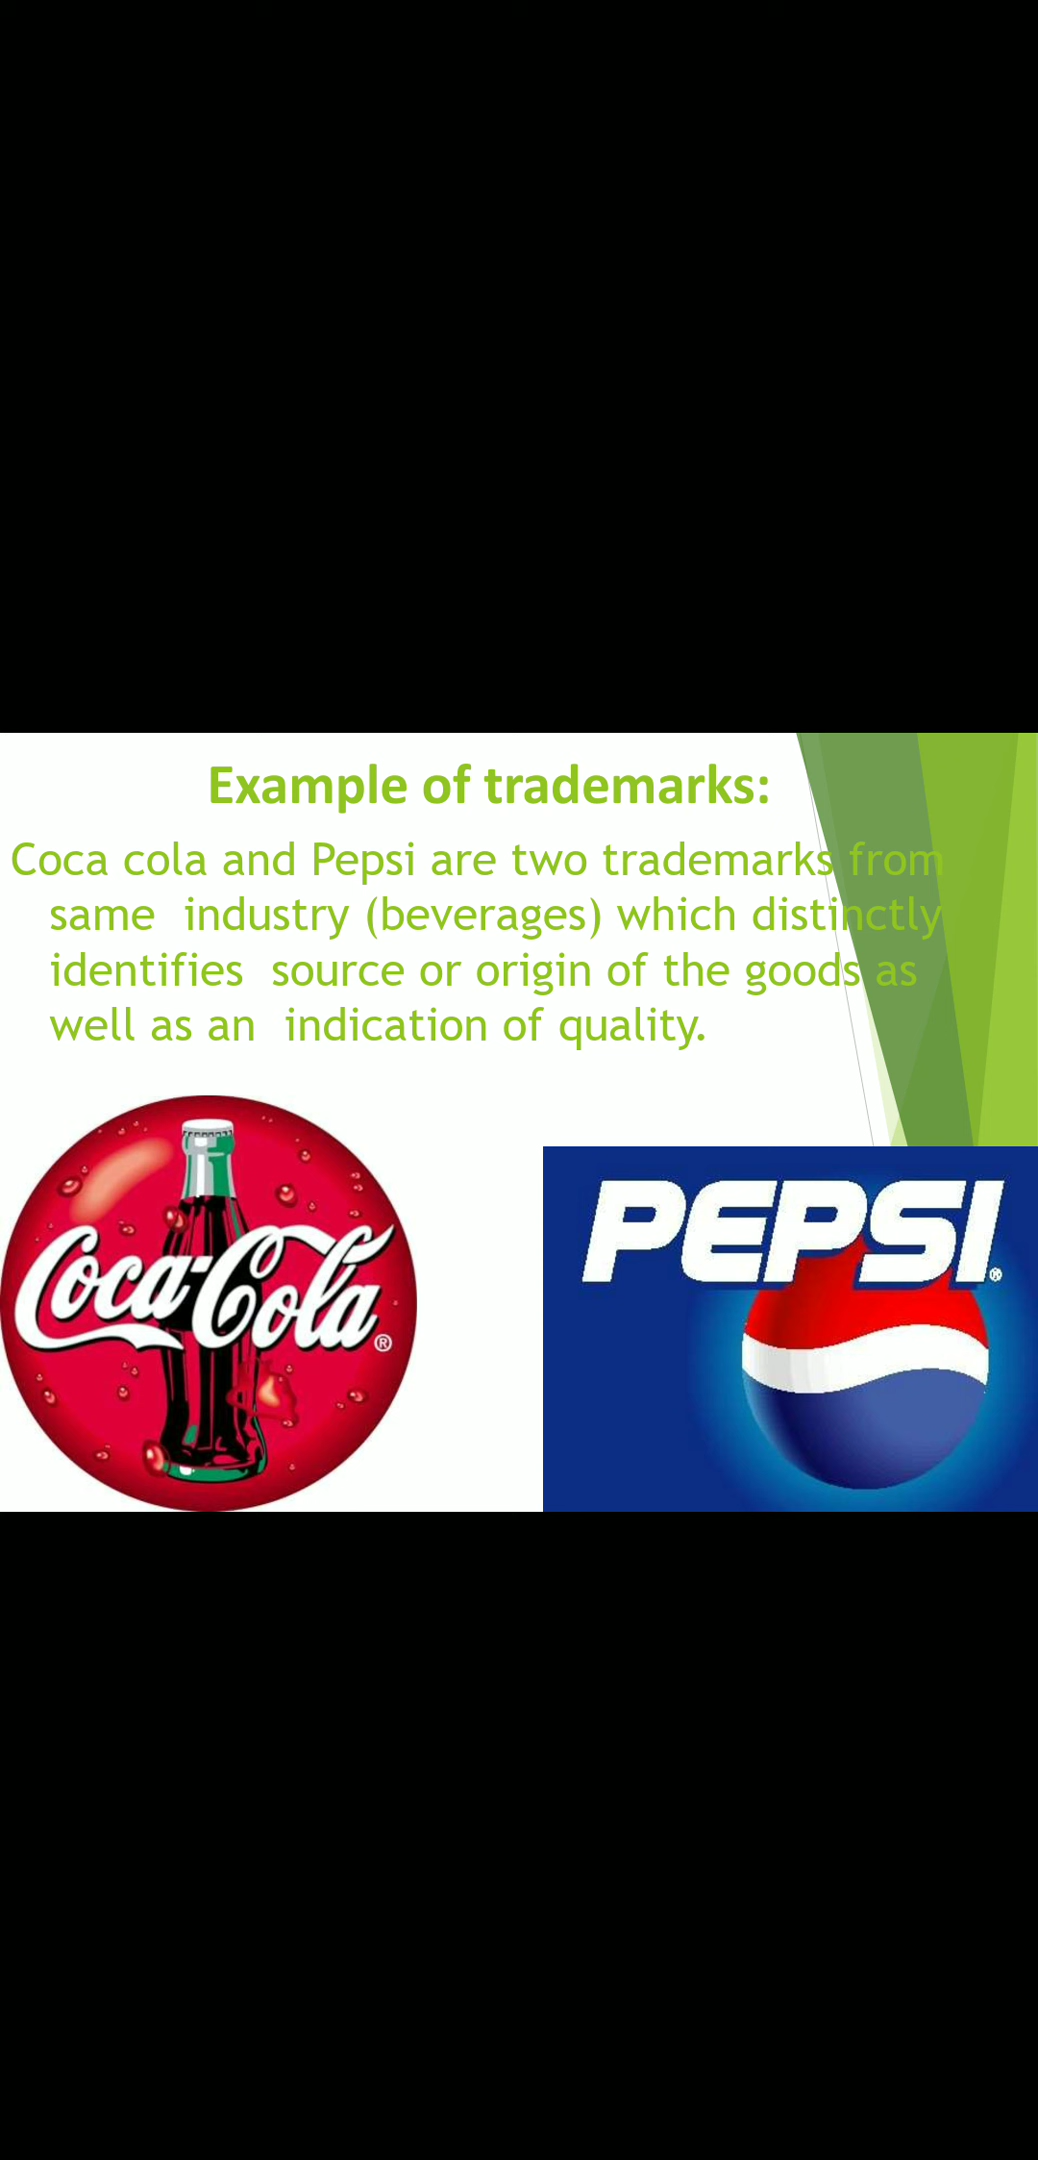 Example of trademarks:
Coca cola and Pepsi are two trademarks from
same industry (beverages) which distinctly
identifies source or origin of the goods as
well as an indication of quality.
Coca-Cola®
PEPSI®